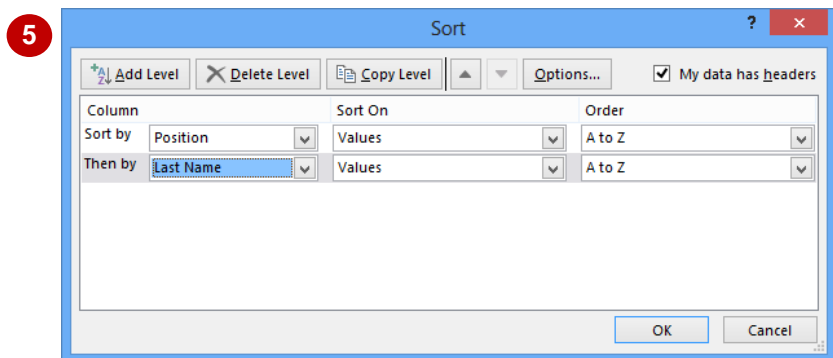 5
Sort
?
Add Level Delete Level Copy Level Options... My data has headers
Column Sort On Order
Sort by Position Values A to Z
Then by Last Name Values A to Z
OK Cancel